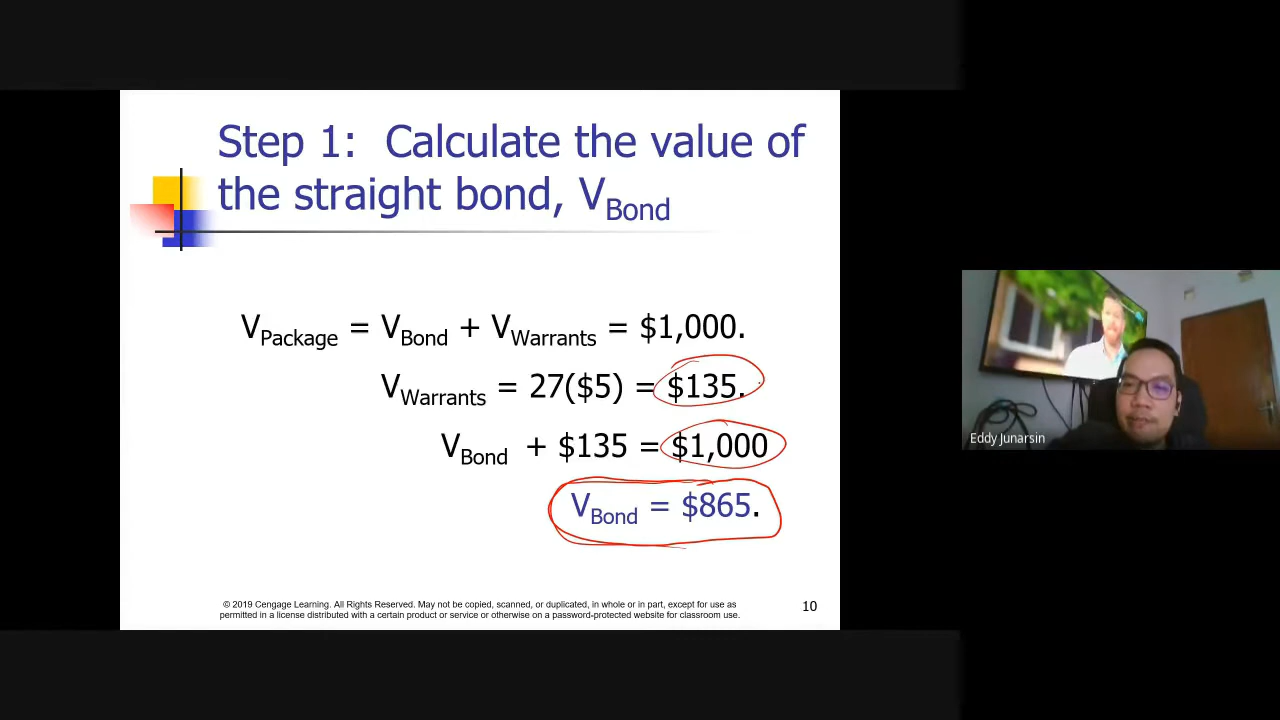 Step 1: Calculate the value of
the straight bond, VBond
VPackage = VBond + VWarrants = $1,000.
VWarrants = 27($5) = $135.
VBond + $135 = $1,000
VBond = $865.
Eddy Junarsin
© 2019 Cengage Learning. All Rights Reserved. May not be copied, scanned, or duplicated, in whole or in part, except for use as
permitted in a license distributed with a certain product or service or otherwise on a password-protected website for classroom use.
10